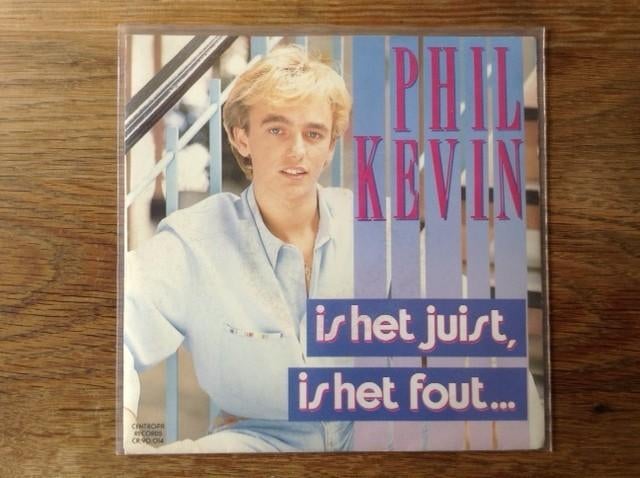 PHIL
KEVIN
is het juist,
is het fout...
CENTROPA
RECORDS
CR.90.014